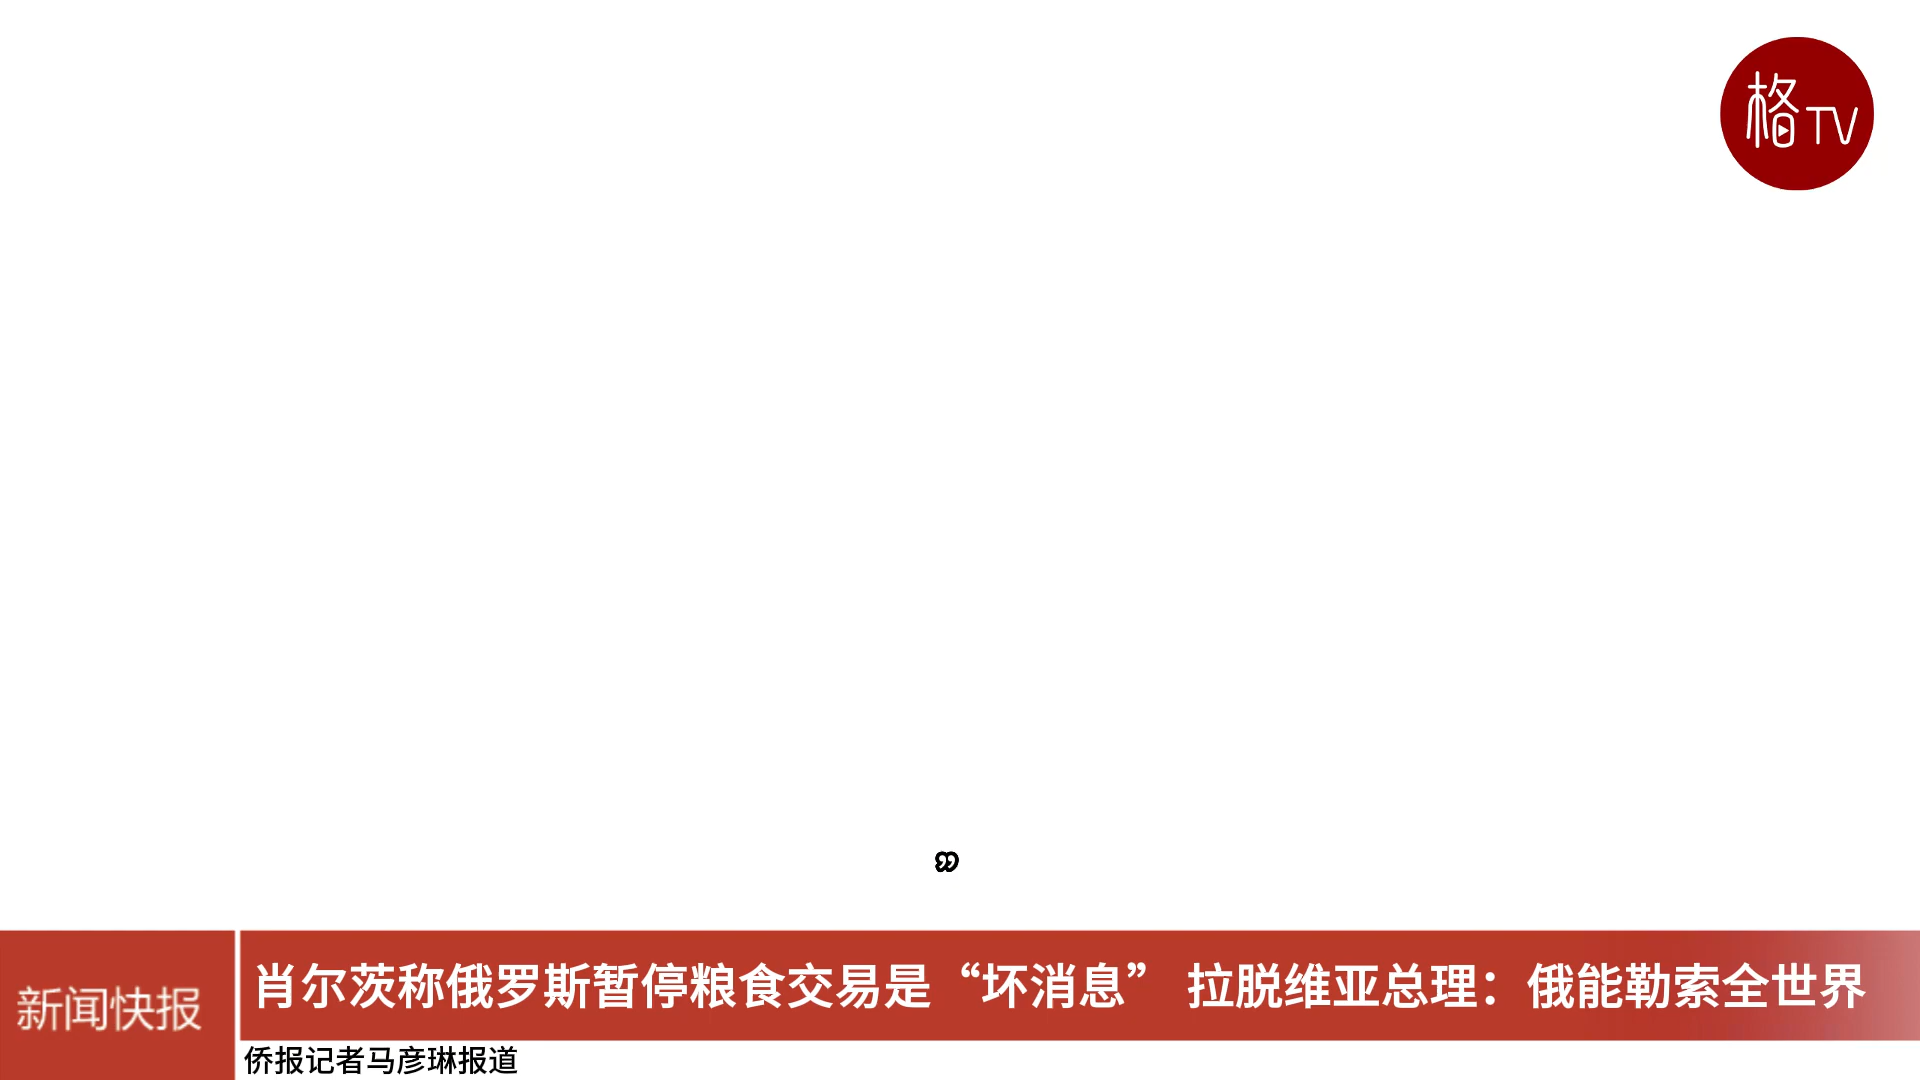 格TV
”
新闻快报
肖尔茨称俄罗斯暂停粮食交易是“坏消息” 拉脱维亚总理：俄能勒索全世界
侨报记者马彦琳报道